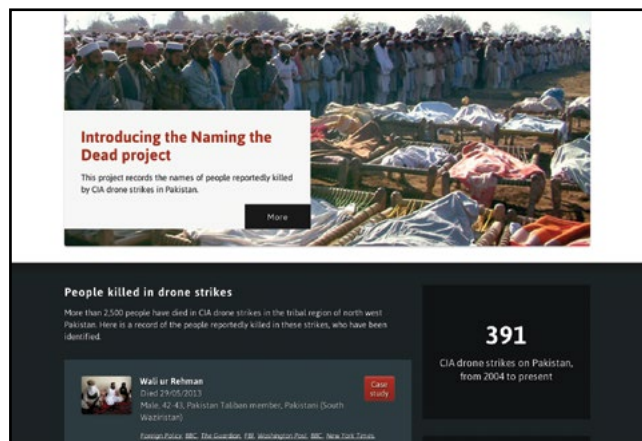 Introducing the Naming the
Dead project
This project records the names of people reportedly killed
by CIA drone strikes in Pakistan.
More
People killed in drone strikes
More than 2,500 people have died in CIA drone strikes in the tribal region of north west
Pakistan. Here is a record of the people reportedly killed in these strikes, who have been
identified.
391
CIA drone strikes on Pakistan,
from 2004 to present
Wali ur Rehman
Died 29/05/2013
Male, 42-43, Pakistan Taliban member, Pakistani (South
Waziristan)
Case
study
Foreign Policy, BBC, The Guardian, FBI, Washington Post, BBC, New York Times,